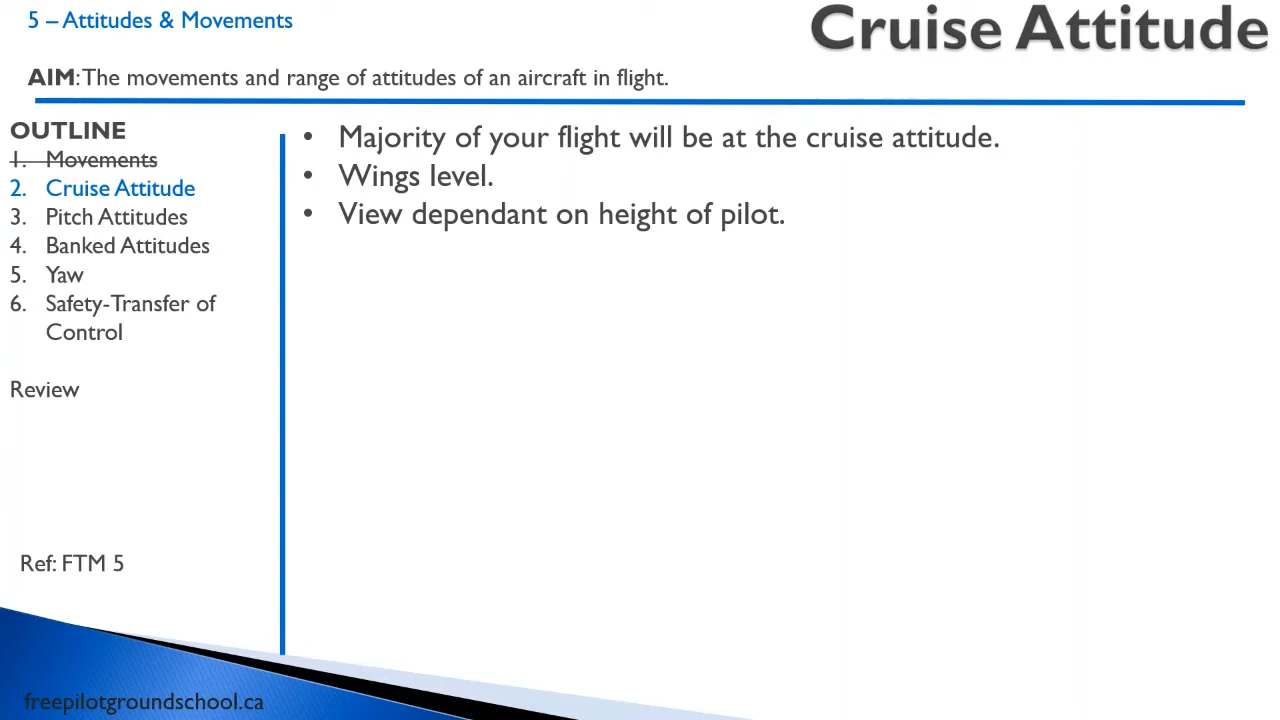 5 – Attitudes & Movements
Cruise Attitude
AIM: The movements and range of attitudes of an aircraft in flight.
OUTLINE
1. Movements
2. Cruise Attitude
3. Pitch Attitudes
4. Banked Attitudes
5. Yaw
6. Safety-Transfer of
Control
Review
Ref: FTM 5
• Majority of your flight will be at the cruise attitude.
• Wings level.
• View dependant on height of pilot.
freepilotgroundschool.ca